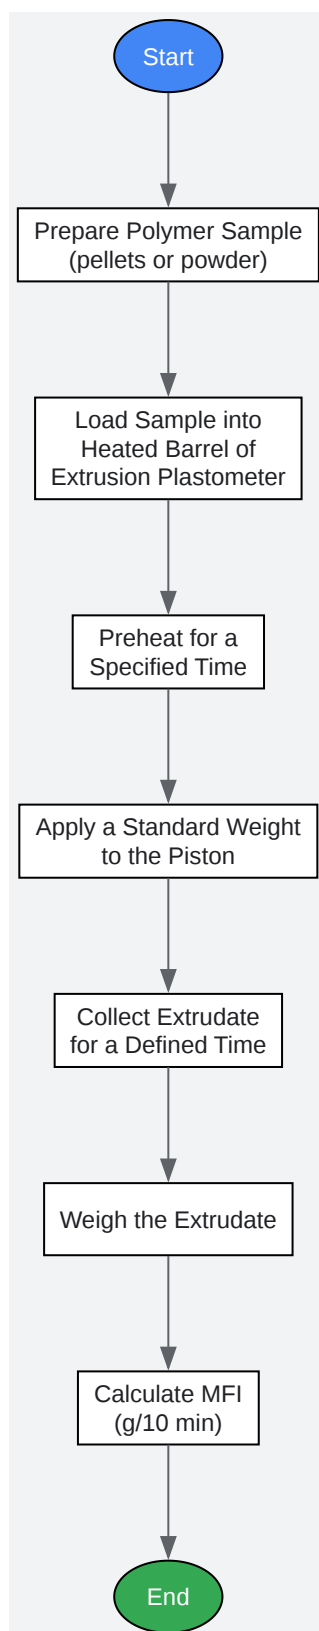 Start
Prepare Polymer Sample
(pellets or powder)
Load Sample into
Heated Barrel of
Extrusion Plastometer
Preheat for a
Specified Time
Apply a Standard Weight
to the Piston
Collect Extrudate
for a Defined Time
Weigh the Extrudate
Calculate MFI
(g/10 min)
End